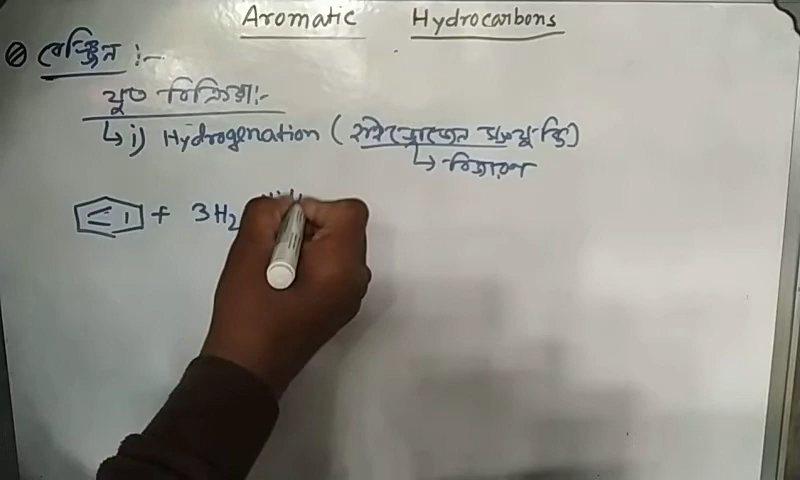 Aromatic Hydrocarbons
বেঞ্জিন :-
যুত বিক্রিয়া:-
↳ i) Hydrogenation (হাইড্রোজেন সংযুক্তি)
↳ বিজারণ
+ 3H₂